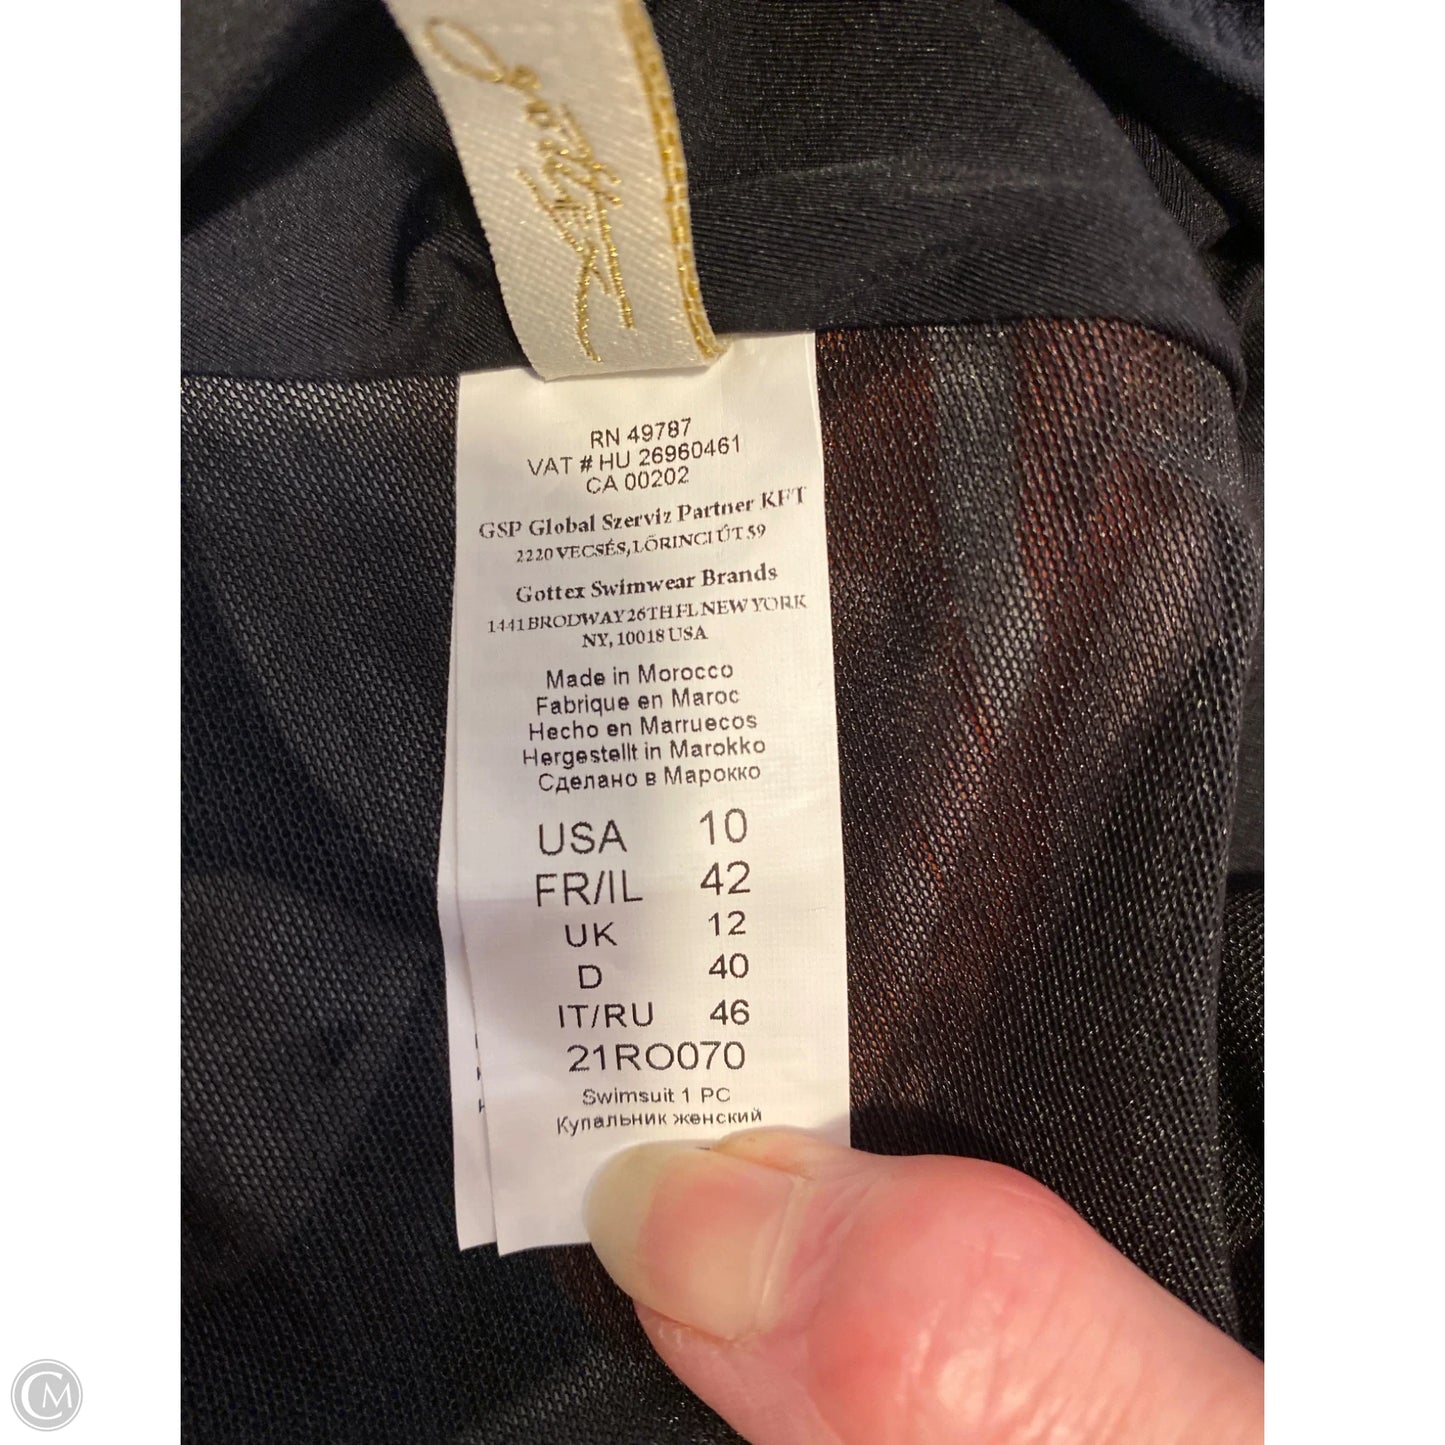 Gottex
RN 49787
VAT # HU 26960461
CA 00202
GSP Global Szerviz Partner KFT
2220 VECSÉS, LŐRINCI ÚT 59
Gottex Swimwear Brands
1441 BRODWAY 26TH FL NEW YORK
NY, 10018 USA
Made in Morocco
Fabrique en Maroc
Hecho en Marruecos
Hergestellt in Marokko
Сделано в Марокко
USA 10
FR/IL 42
UK 12
D 40
IT/RU 46
21RO070
Swimsuit 1 PC
Купальник женский
CM